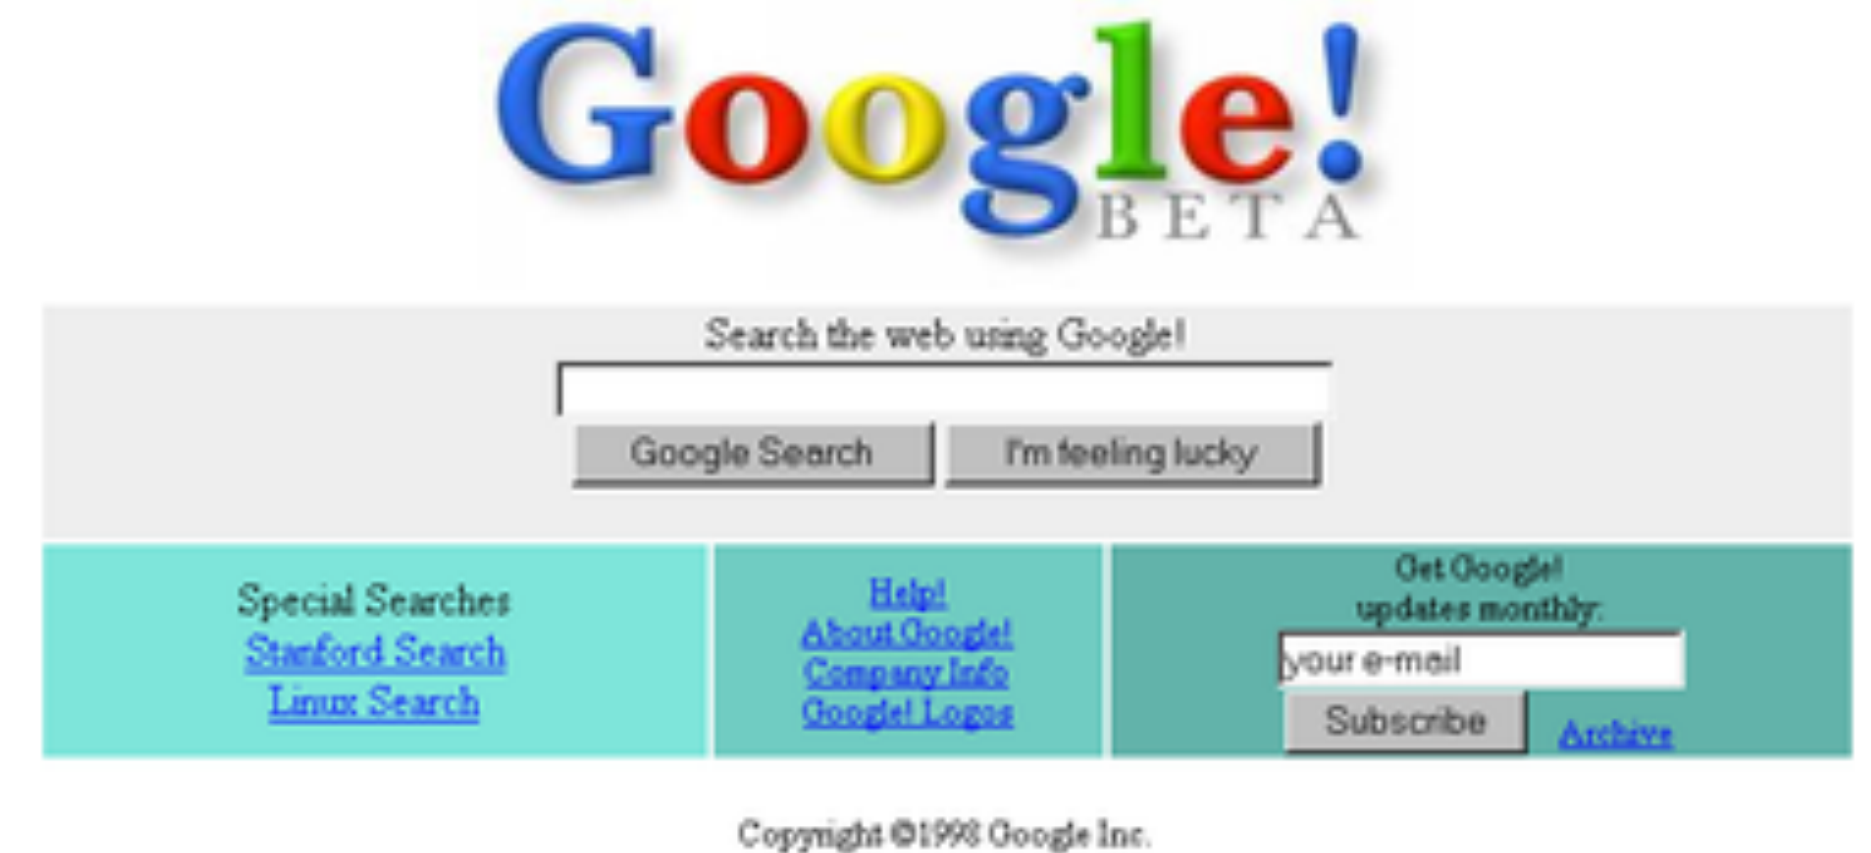 Google!
BETA
Search the web using Google!
Google Search
I'm feeling lucky
Special Searches
Stanford Search
Linux Search
Help!
About Google!
Company Info
Google! Logos
Get Google!
updates monthly:
your e-mail
Subscribe
Archive
Copyright ©1998 Google Inc.